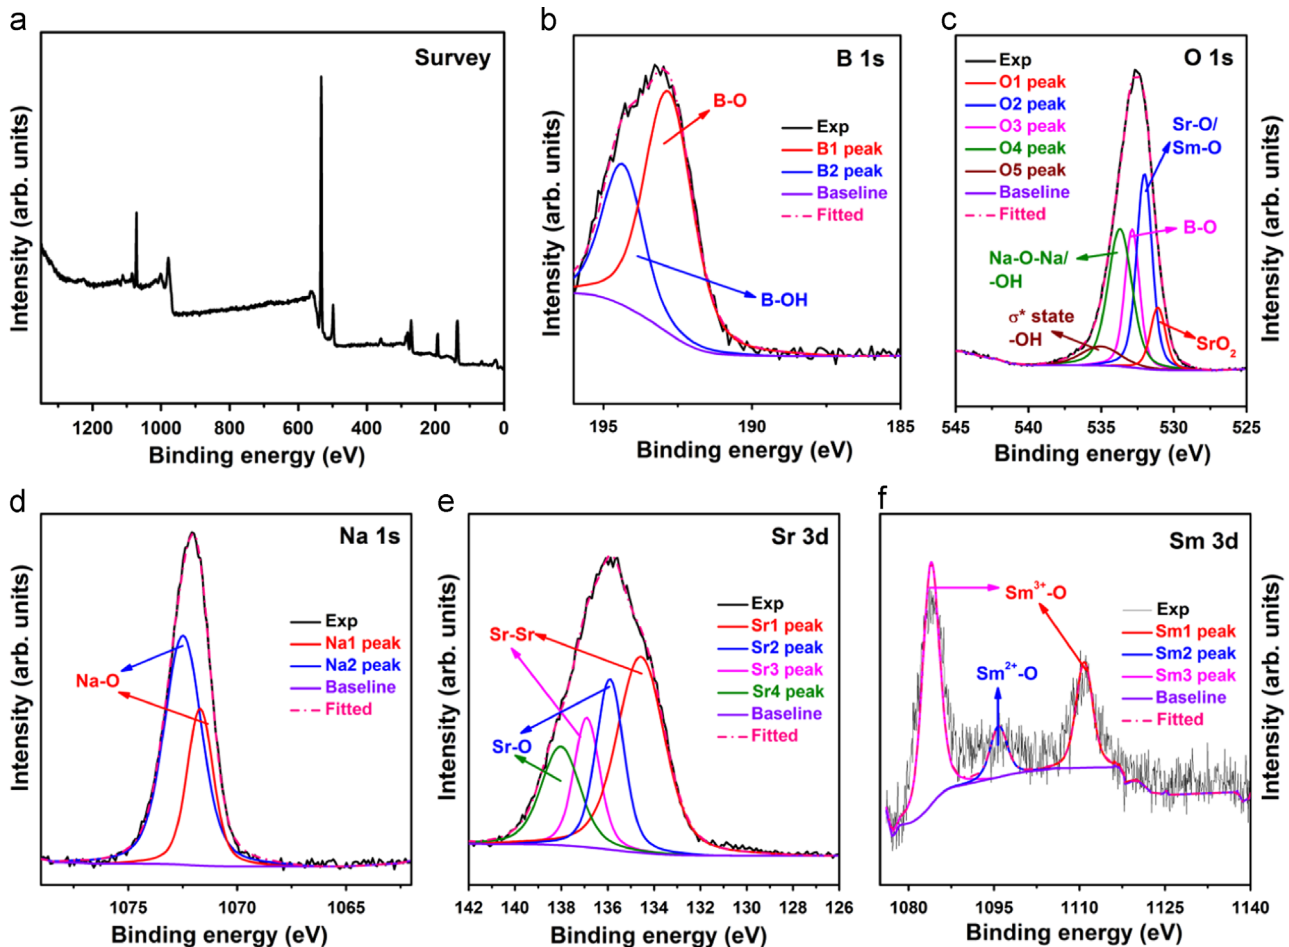 a
Survey
Intensity (arb. units)
1200 1000 800 600 400 200 0
Binding energy (eV)
b
B 1s
B-O
Exp
B1 peak
B2 peak
Baseline
Fitted
B-OH
Intensity (arb. units)
195 190 185
Binding energy (eV)
c
O 1s
Exp
O1 peak
O2 peak
O3 peak
O4 peak
O5 peak
Baseline
Fitted
Sr-O/
Sm-O
B-O
Na-O-Na/
-OH
σ* state
-OH
SrO₂
Intensity (arb. units)
545 540 535 530 525
Binding energy (eV)
d
Na 1s
Exp
Na1 peak
Na2 peak
Baseline
Fitted
Na-O
Intensity (arb. units)
1075 1070 1065
Binding energy (eV)
e
Sr 3d
Exp
Sr1 peak
Sr2 peak
Sr3 peak
Sr4 peak
Baseline
Fitted
Sr-Sr
Sr-O
Intensity (arb. units)
142 140 138 136 134 132 130 128 126
Binding energy (eV)
f
Sm 3d
Sm³⁺-O
Exp
Sm1 peak
Sm2 peak
Sm3 peak
Baseline
Fitted
Sm²⁺-O
Intensity (arb. units)
1080 1095 1110 1125 1140
Binding energy (eV)